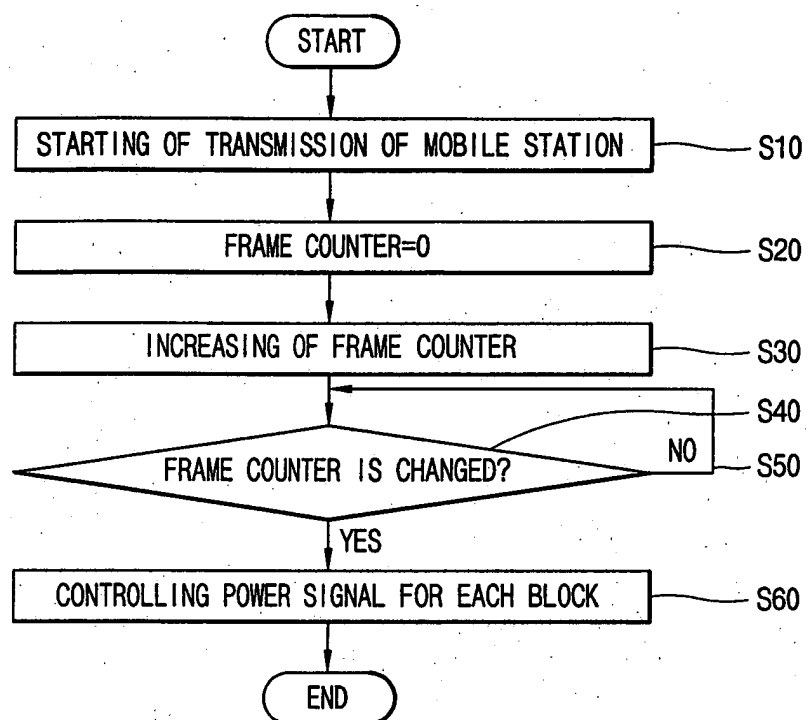 START
STARTING OF TRANSMISSION OF MOBILE STATION
S10
FRAME COUNTER=0
S20
INCREASING OF FRAME COUNTER
S30
S40
FRAME COUNTER IS CHANGED?
NO
S50
YES
CONTROLLING POWER SIGNAL FOR EACH BLOCK
S60
END